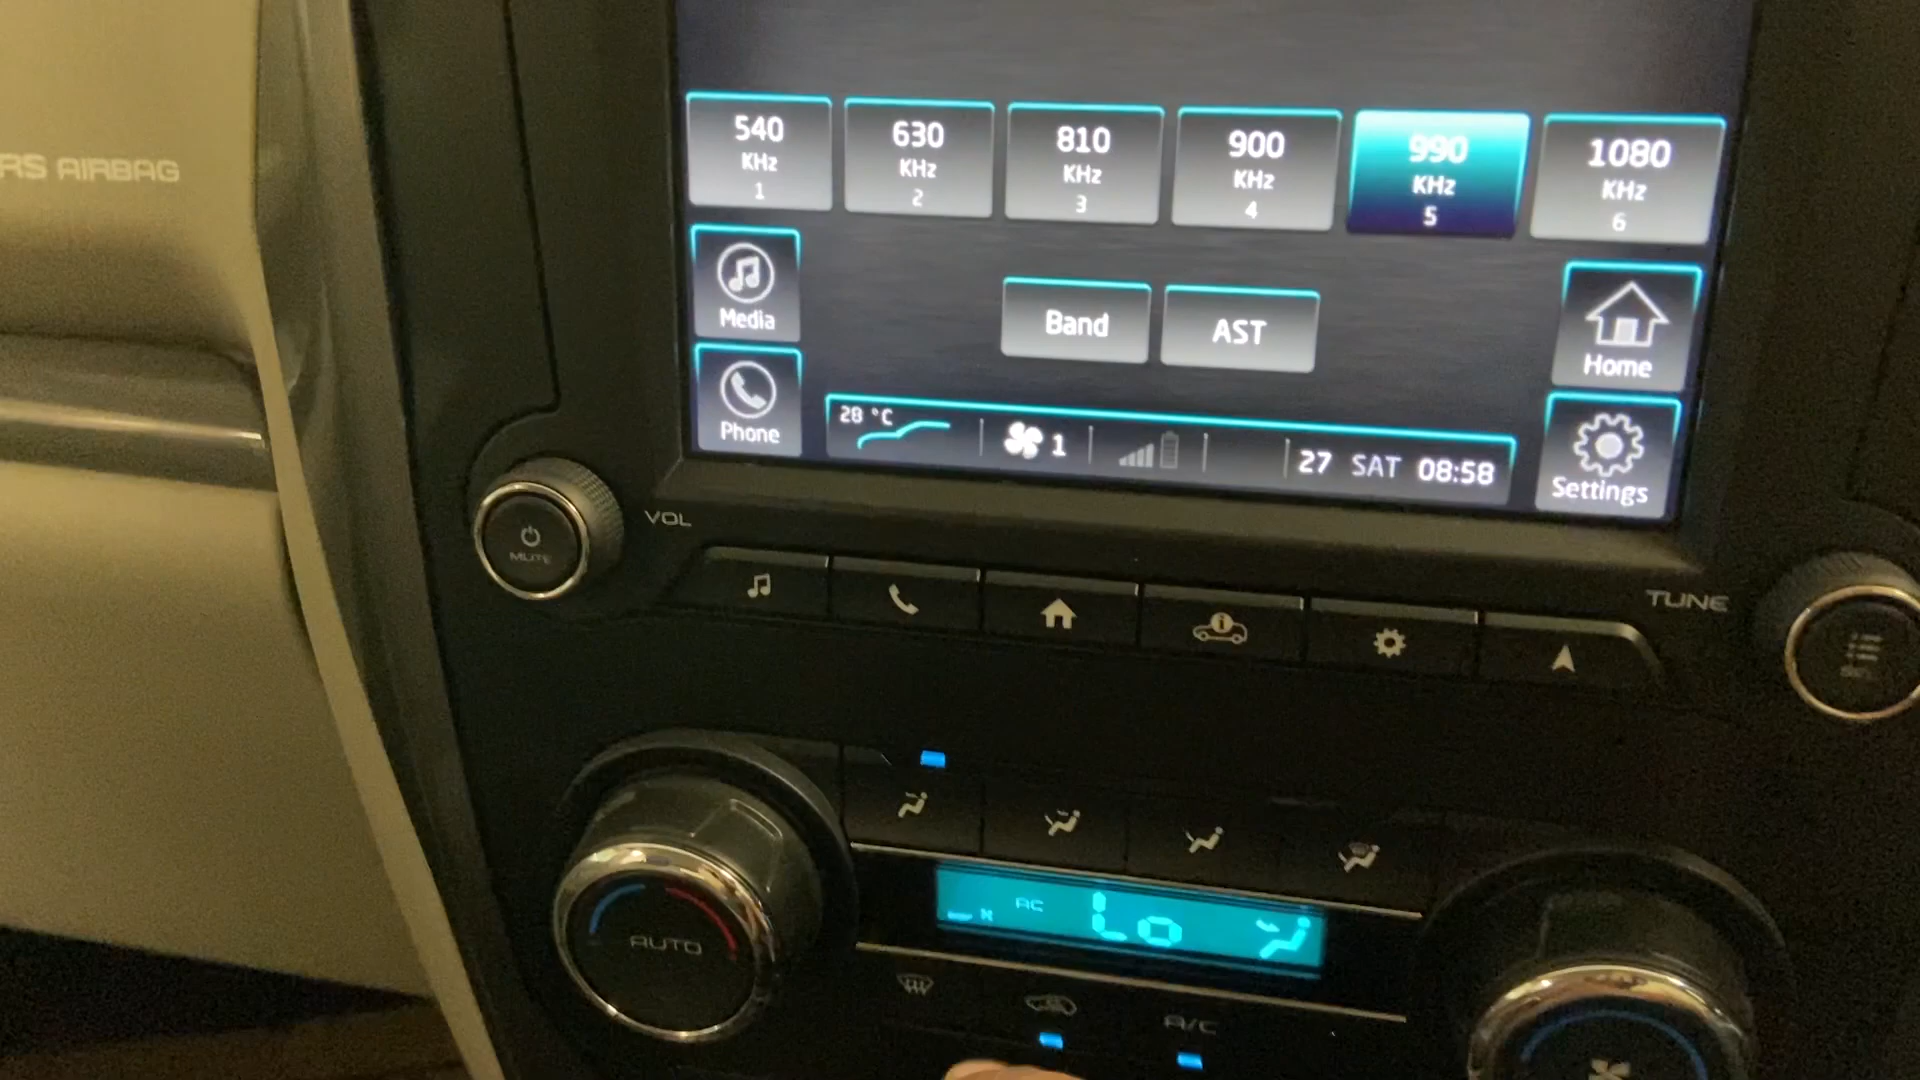 RS AIRBAG
540
KHz
1
630
KHz
2
810
KHz
3
900
KHz
4
990
KHz
5
1080
KHz
6
Media
Band
AST
Home
Phone
28 °C
1
27 SAT 08:58
Settings
MUTE
VOL
TUNE
AUTO
AC
Lo
A/C